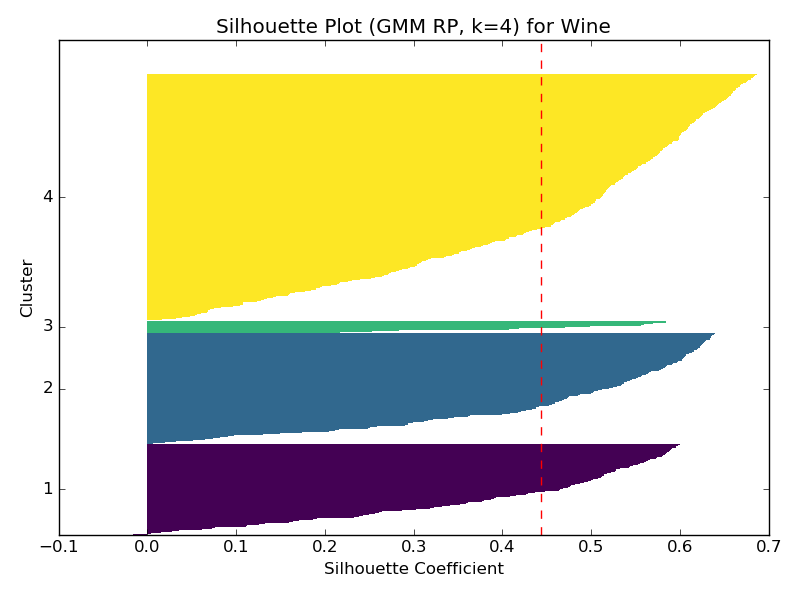 Silhouette Plot (GMM RP, k=4) for Wine
4
3
2
1
Cluster
−0.1 0.0 0.1 0.2 0.3 0.4 0.5 0.6 0.7
Silhouette Coefficient